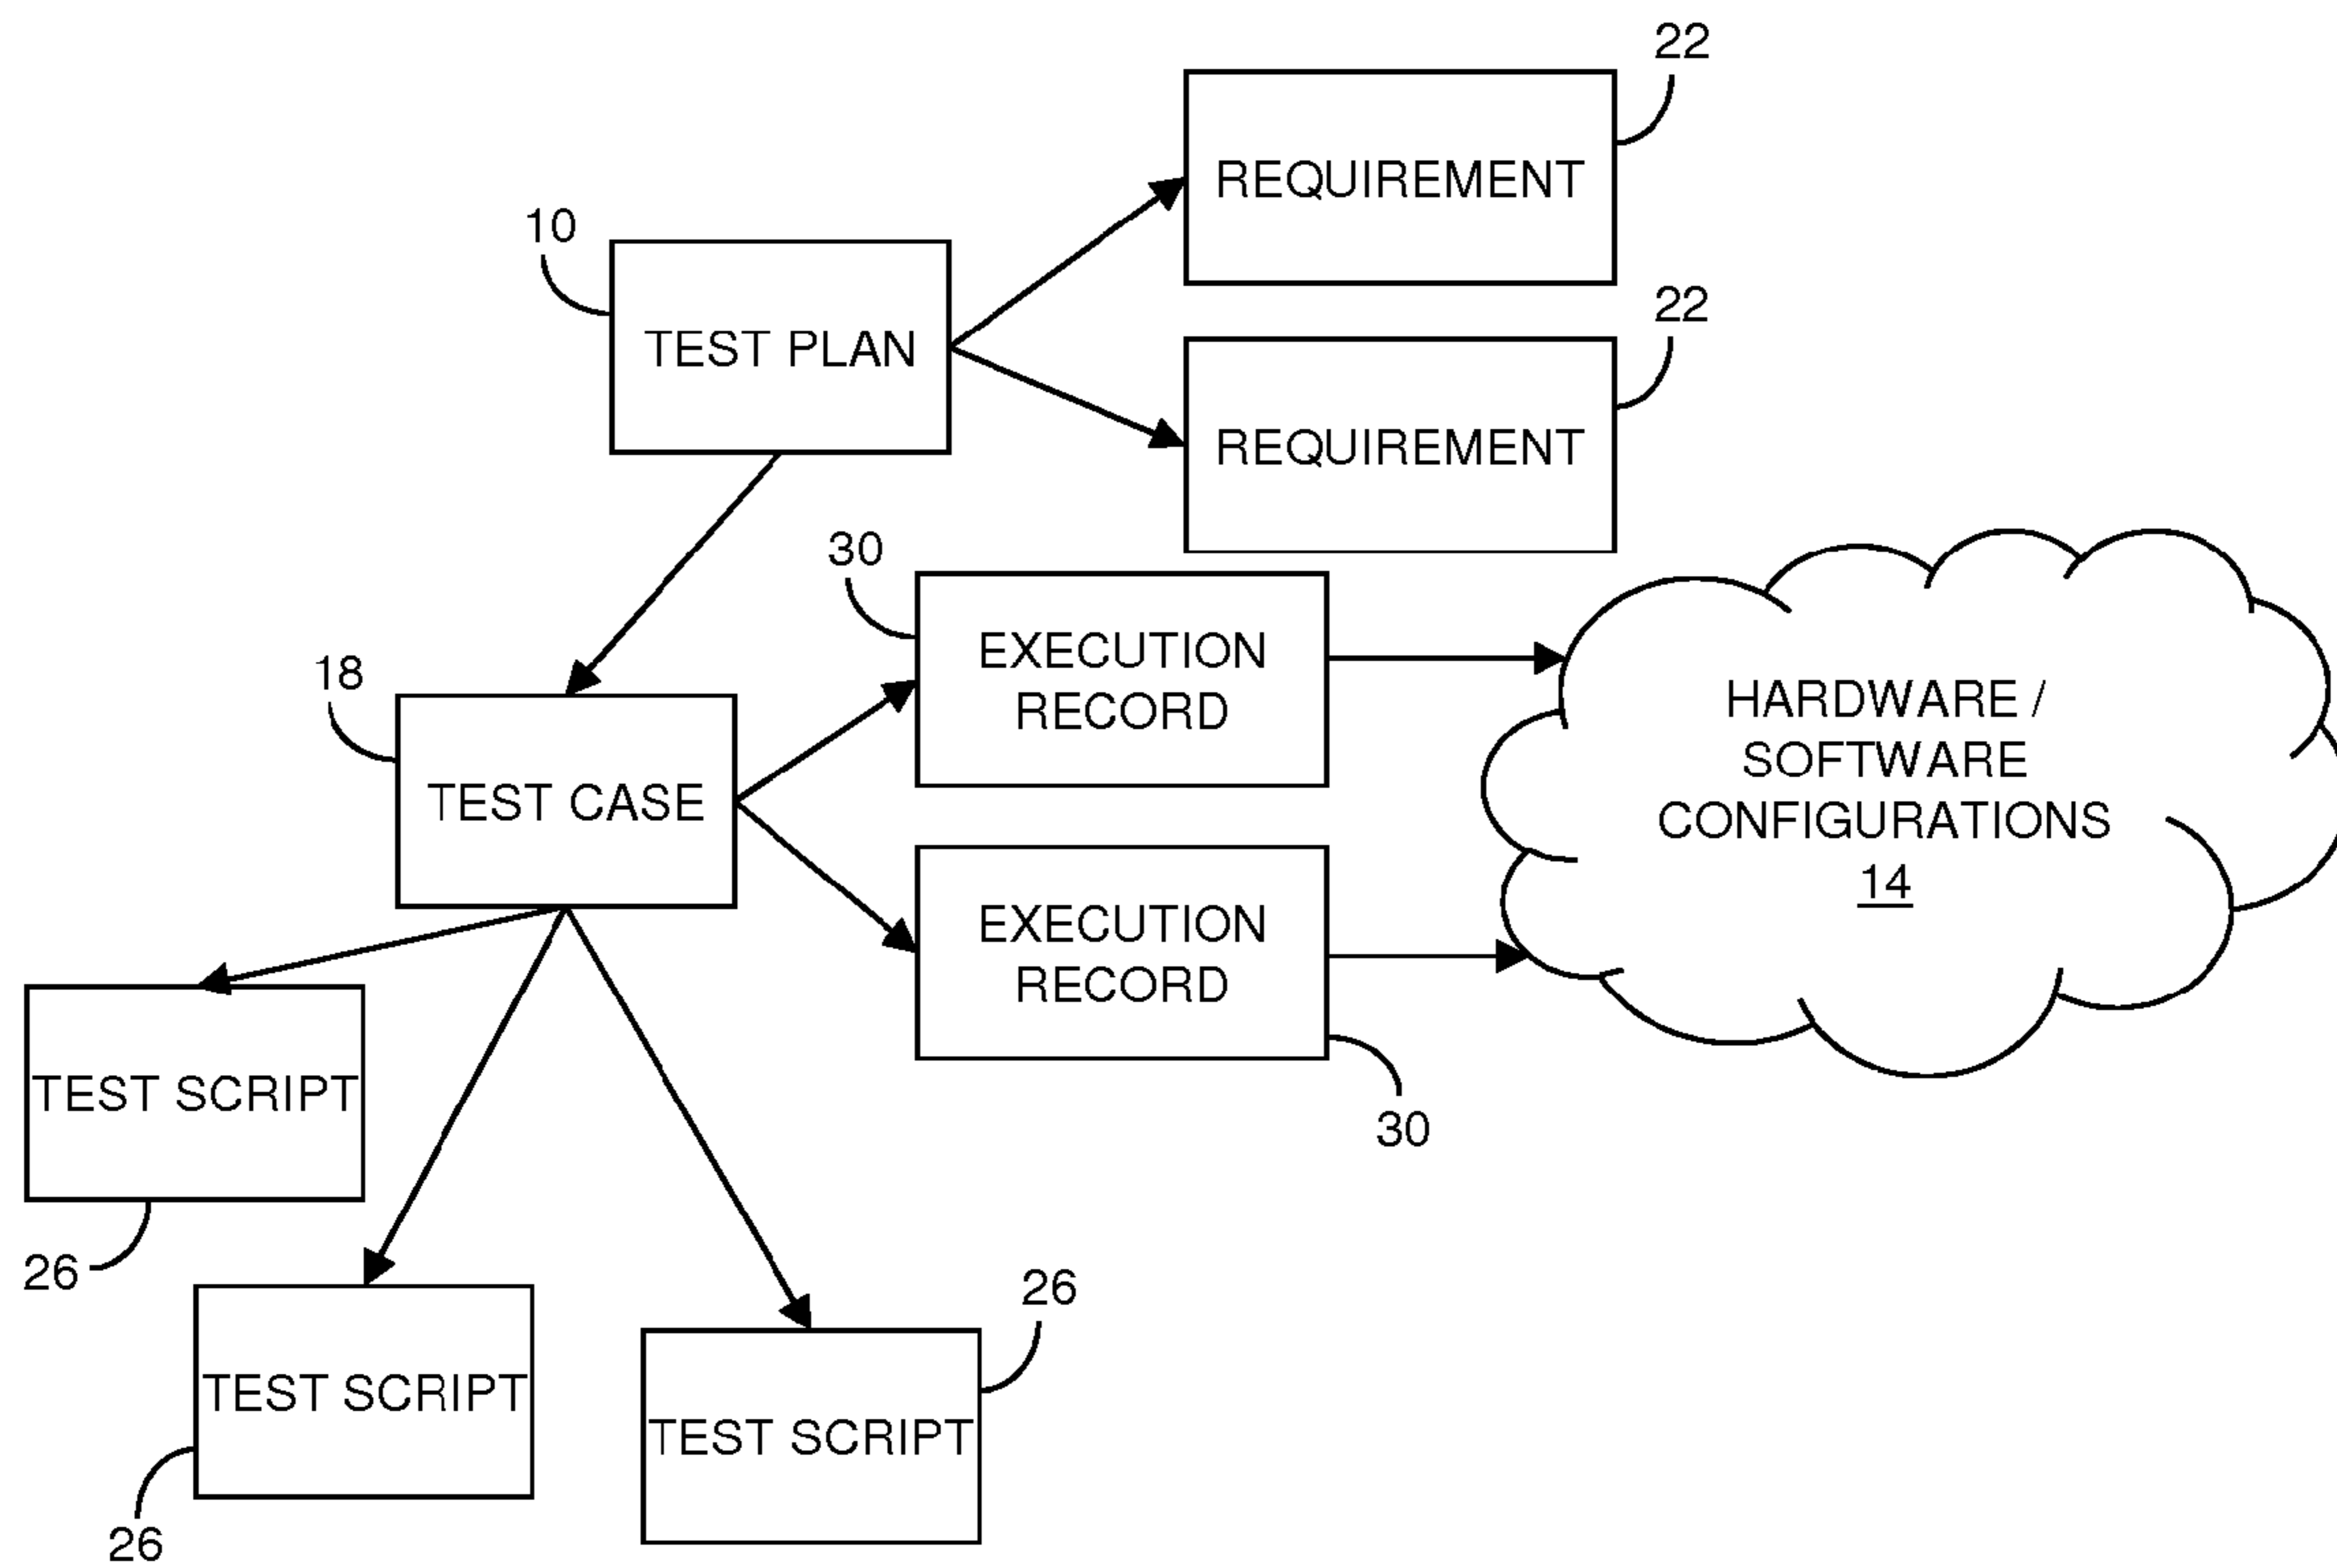 22
REQUIREMENT
10
TEST PLAN
22
REQUIREMENT
30
EXECUTION
RECORD
HARDWARE /
SOFTWARE
CONFIGURATIONS
14
18
TEST CASE
EXECUTION
RECORD
30
TEST SCRIPT
26
TEST SCRIPT
26
26
TEST SCRIPT